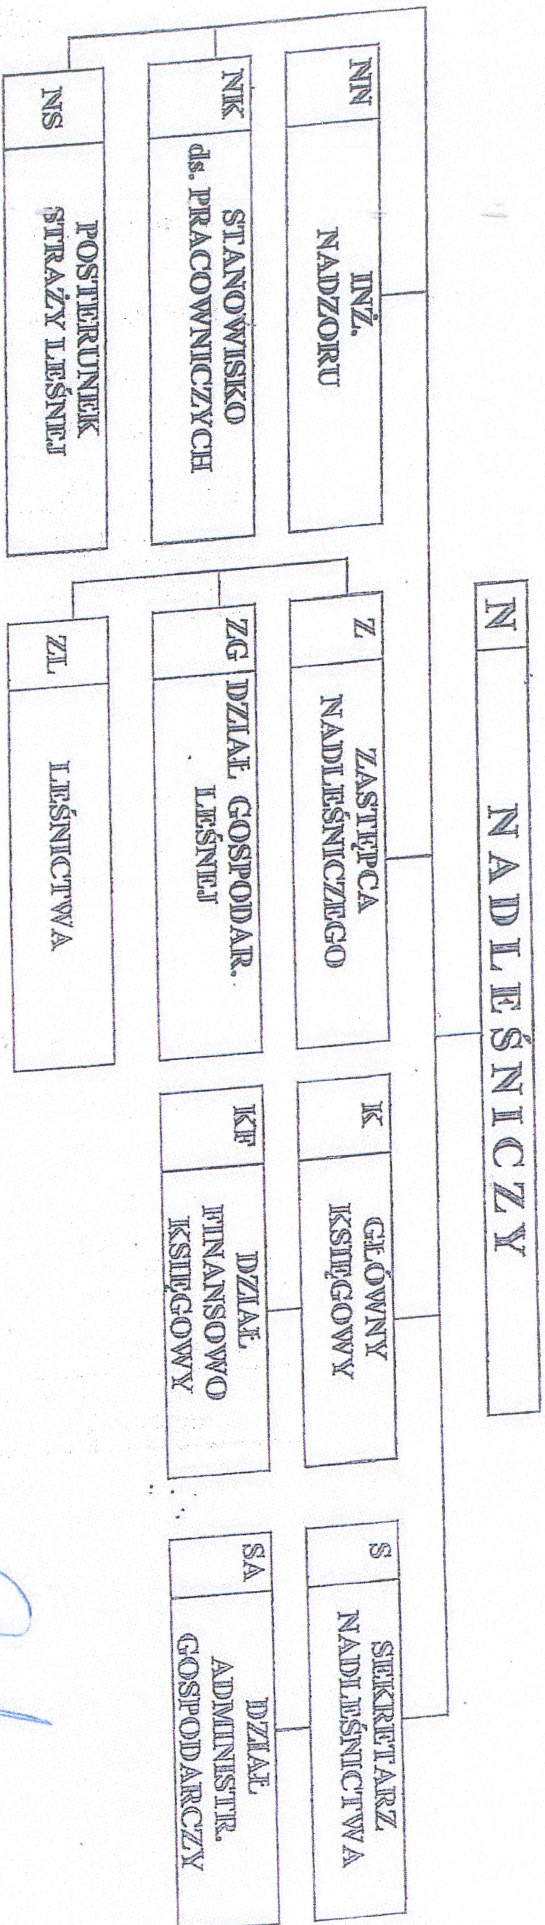 N NADLEŚNICZY
NN INŻ.
NADZORU
Z ZASTĘPCA
NADLEŚNICZEGO
K GŁÓWNY
KSIĘGOWY
S SEKRETARZ
NADLEŚNICTWA
NK STANOWISKO
ds. PRACOWNICZYCH
ZG DZIAŁ GOSPODAR.
LEŚNEJ
KF DZIAŁ
FINANSOWO
KSIĘGOWY
SA DZIAŁ
ADMINISTR.
GOSPODARCZY
NS POSTERUNEK
STRAŻY LEŚNEJ
ZL LEŚNICTWA